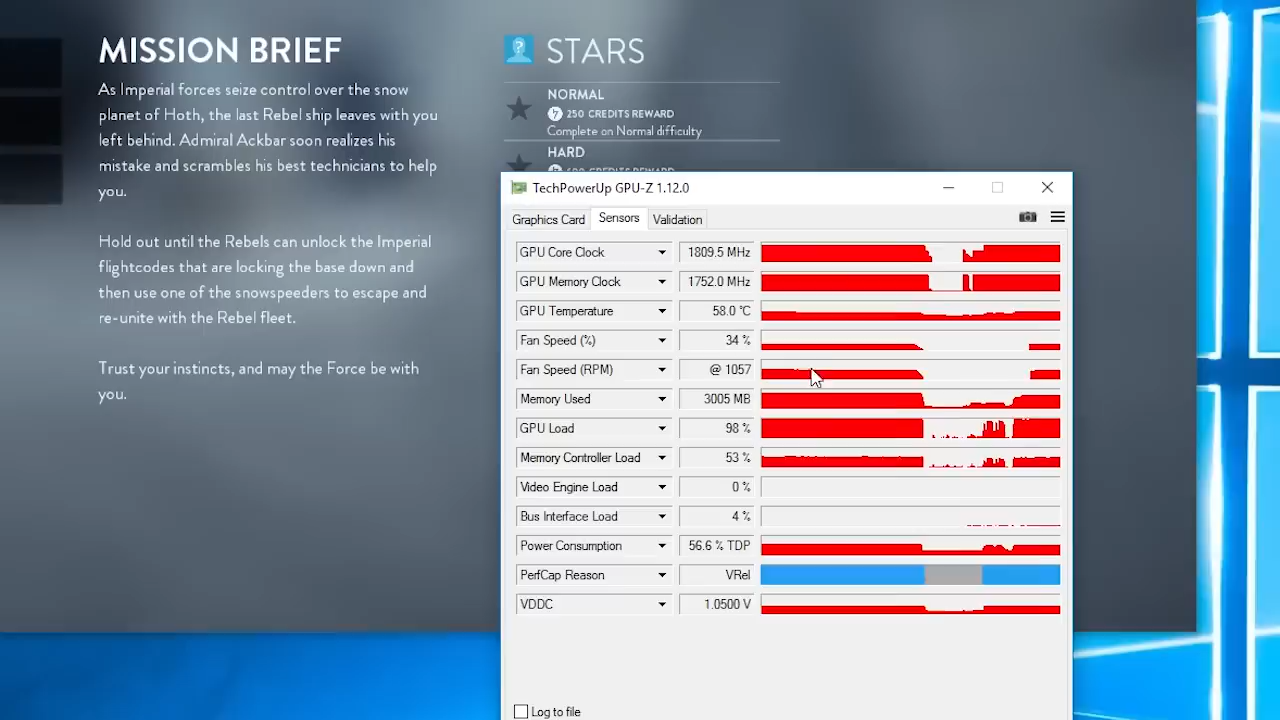 MISSION BRIEF
As Imperial forces seize control over the snow
planet of Hoth, the last Rebel ship leaves with you
left behind. Admiral Ackbar soon realizes his
mistake and scrambles his best technicians to help
you.
Hold out until the Rebels can unlock the Imperial
flightcodes that are locking the base down and
then use one of the snowspeeders to escape and
re-unite with the Rebel fleet.
Trust your instincts, and may the Force be with
you.
STARS
NORMAL
250 CREDITS REWARD
Complete on Normal difficulty
HARD
CREDITS REWARD
TechPowerUp GPU-Z 1.12.0
Graphics Card Sensors Validation
GPU Core Clock 1809.5 MHz
GPU Memory Clock 1752.0 MHz
GPU Temperature 58.0 °C
Fan Speed (%) 34 %
Fan Speed (RPM) @ 1057
Memory Used 3005 MB
GPU Load 98 %
Memory Controller Load 53 %
Video Engine Load 0 %
Bus Interface Load 4 %
Power Consumption 56.6 % TDP
PerfCap Reason VRel
VDDC 1.0500 V
Log to file